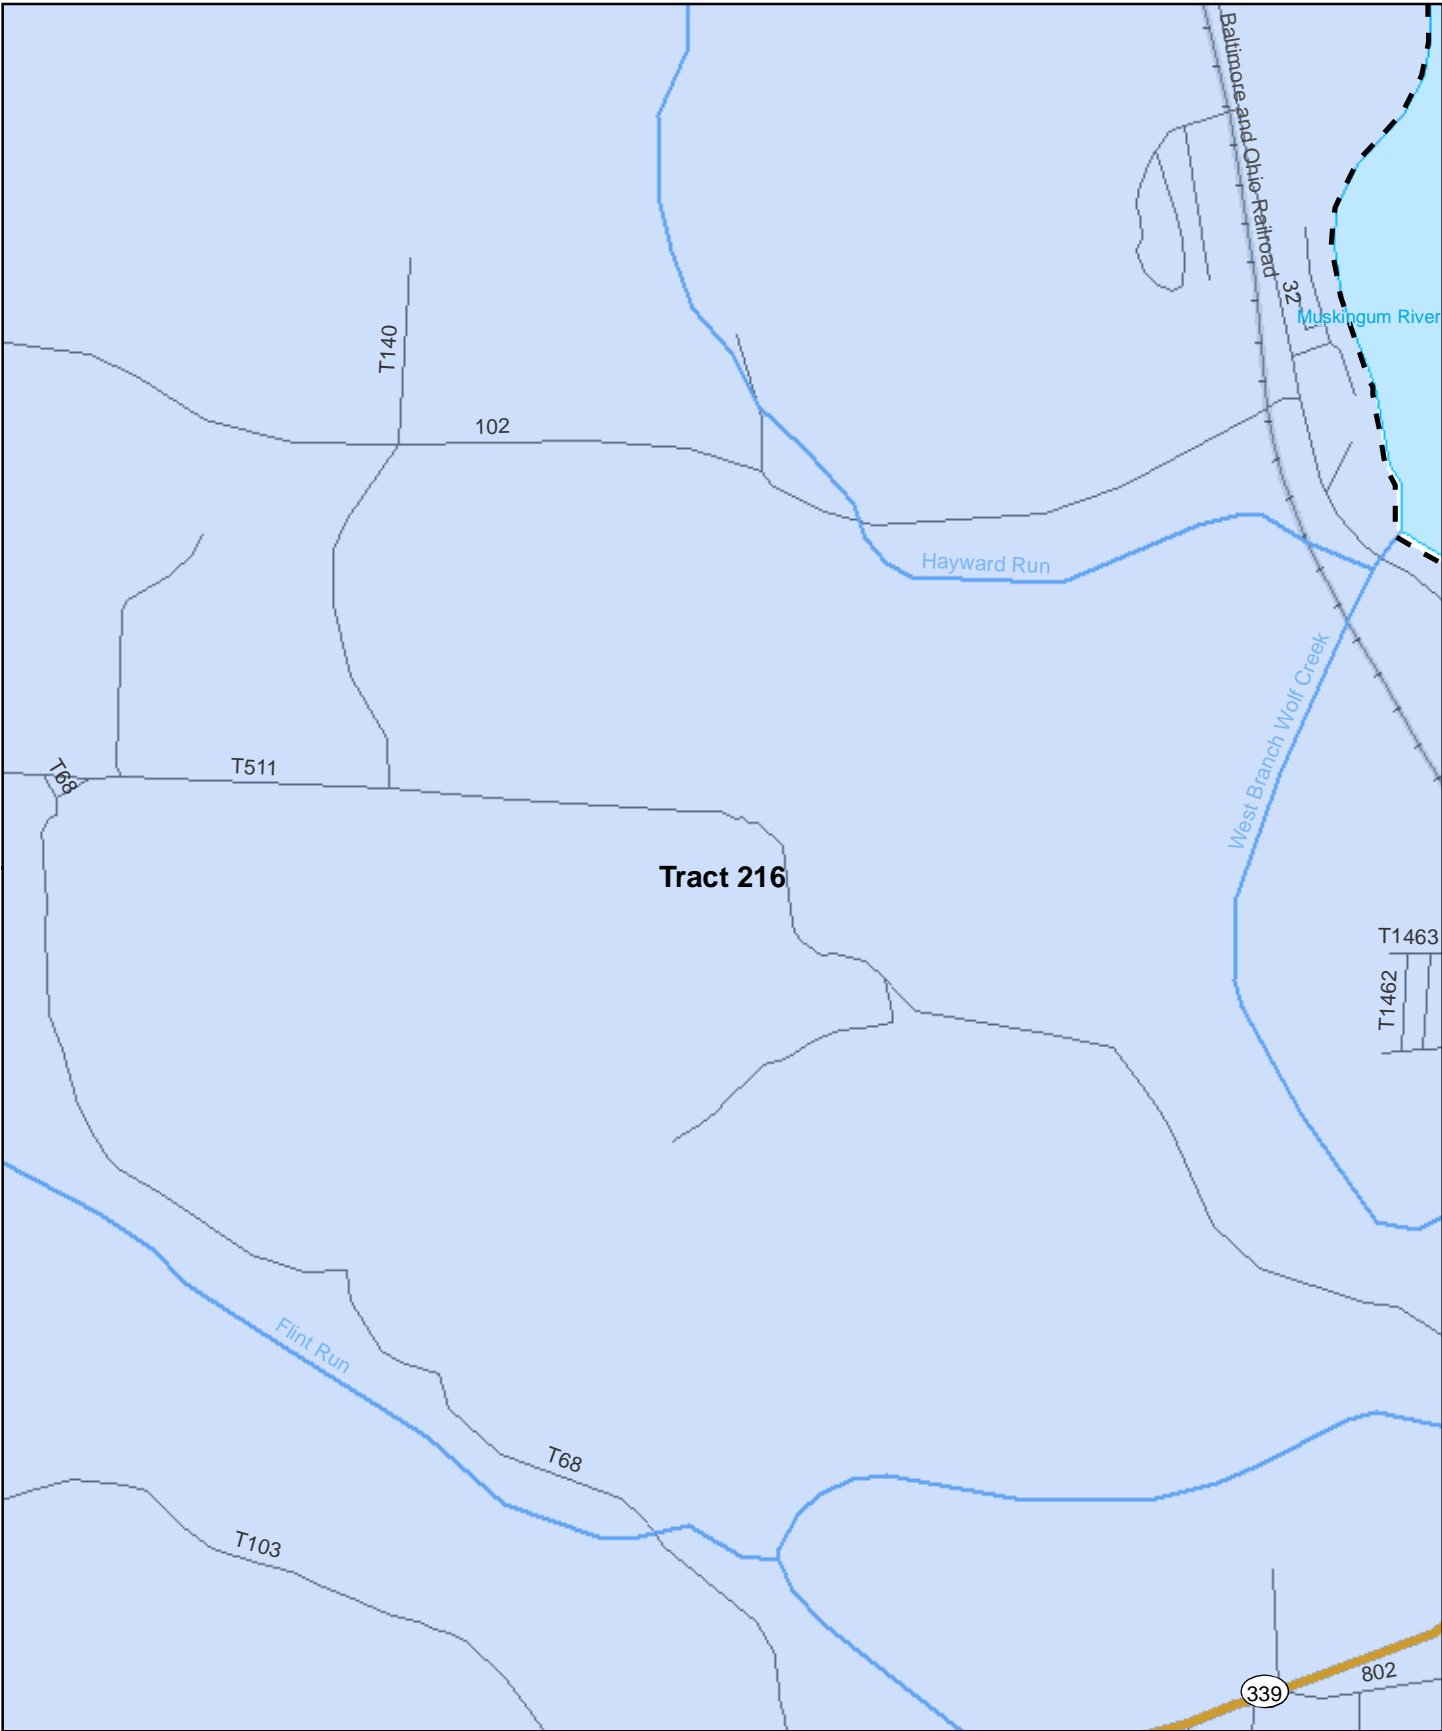 Baltimore and Ohio Railroad
32
Muskingum River
T140
102
Hayward Run
West Branch Wolf Creek
T68
T511
Tract 216
T1463
T1462
Flint Run
T68
T103
802
339